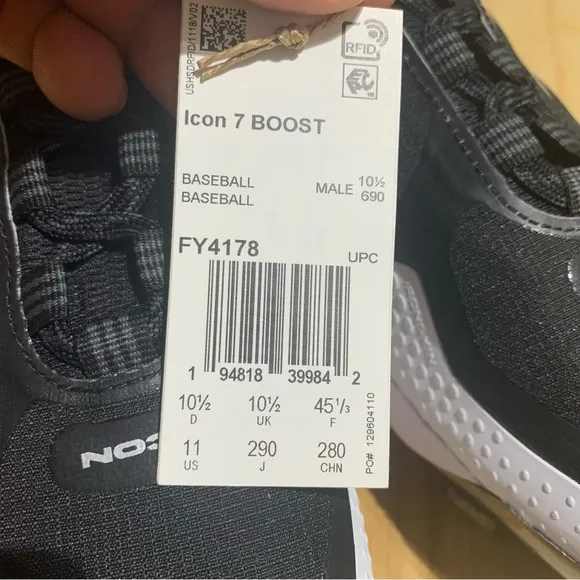 USHSDRFID/1118/V02
RFID
Icon 7 BOOST
BASEBALL
BASEBALL
MALE 10½
690
FY4178
UPC
1 94818 39984 2
10½ 10½ 45⅓
D UK F
11 290 280
US J CHN
PO# 129604110
ICON